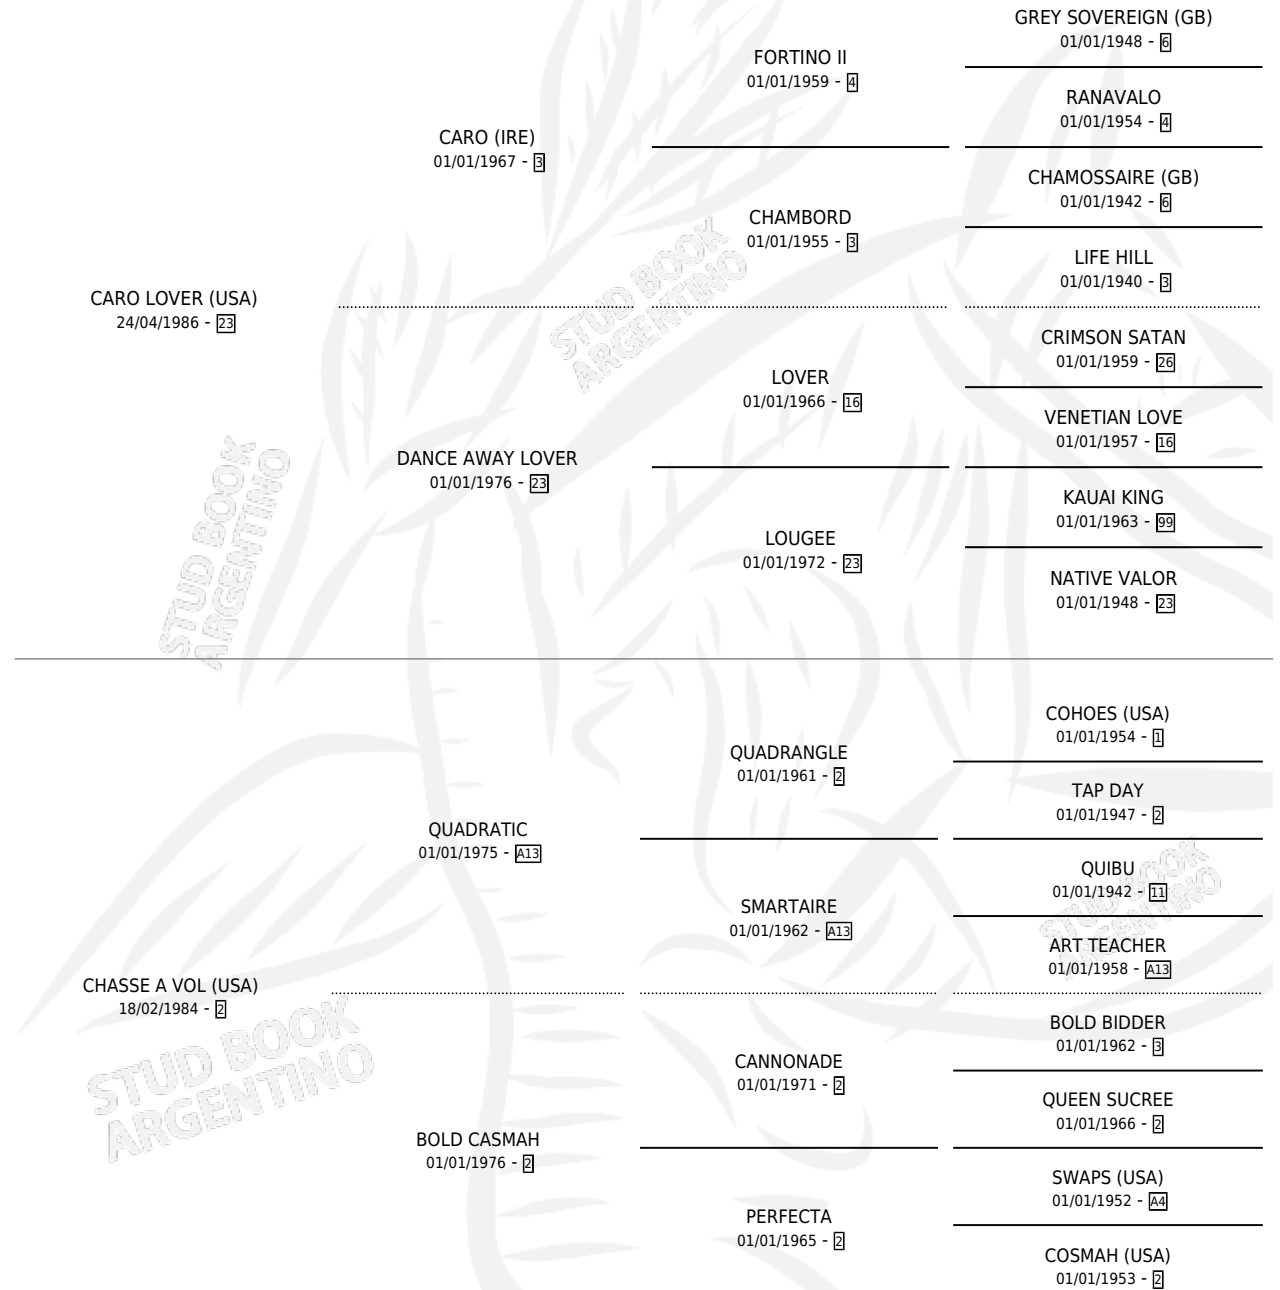 GREY SOVEREIGN (GB)
01/01/1948 - 6
FORTINO II
01/01/1959 - 4
RANAVALO
01/01/1954 - 4
CARO (IRE)
01/01/1967 - 3
CHAMOSSAIRE (GB)
01/01/1942 - 6
CHAMBORD
01/01/1955 - 3
LIFE HILL
01/01/1940 - 3
CARO LOVER (USA)
24/04/1986 - 23
CRIMSON SATAN
01/01/1959 - 26
LOVER
01/01/1966 - 16
VENETIAN LOVE
01/01/1957 - 16
DANCE AWAY LOVER
01/01/1976 - 23
KAUAI KING
01/01/1963 - 99
LOUGEE
01/01/1972 - 23
NATIVE VALOR
01/01/1948 - 23
COHOES (USA)
01/01/1954 - 1
QUADRANGLE
01/01/1961 - 2
TAP DAY
01/01/1947 - 2
QUADRATIC
01/01/1975 - A13
QUIBU
01/01/1942 - 11
SMARTAIRE
01/01/1962 - A13
ART TEACHER
01/01/1958 - A13
CHASSE A VOL (USA)
18/02/1984 - 2
BOLD BIDDER
01/01/1962 - 3
CANNONADE
01/01/1971 - 2
QUEEN SUCREE
01/01/1966 - 2
BOLD CASMAH
01/01/1976 - 2
SWAPS (USA)
01/01/1952 - A4
PERFECTA
01/01/1965 - 2
COSMAH (USA)
01/01/1953 - 2
STUD BOOK
ARGENTINO
STUD BOOK
ARGENTINO
STUD BOOK
ARGENTINO
STUD BOOK
ARGENTINO